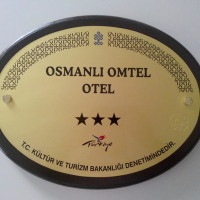 OSMANLI OMTEL
OTEL
Türkiye
T.C. KÜLTÜR VE TURİZM BAKANLIĞI DENETİMİNDEDİR.